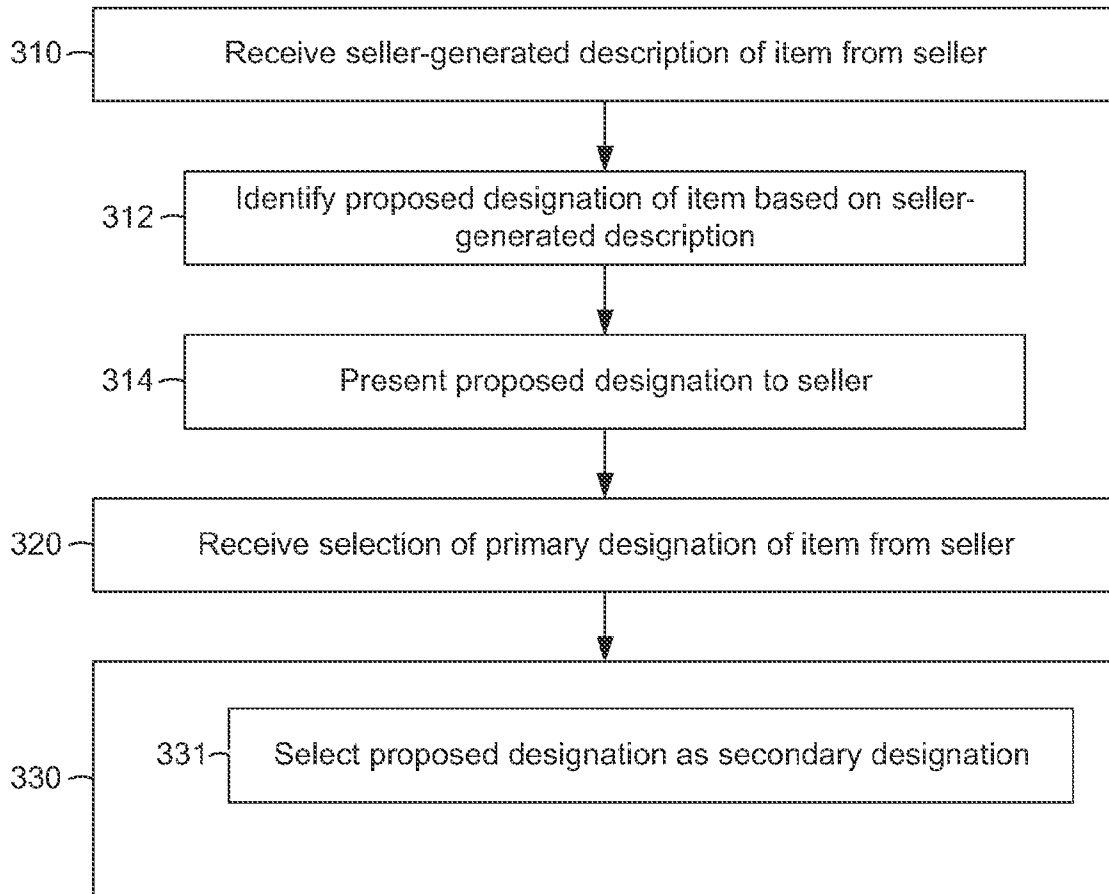 310
Receive seller-generated description of item from seller
312
Identify proposed designation of item based on seller-
generated description
314
Present proposed designation to seller
320
Receive selection of primary designation of item from seller
330
331
Select proposed designation as secondary designation